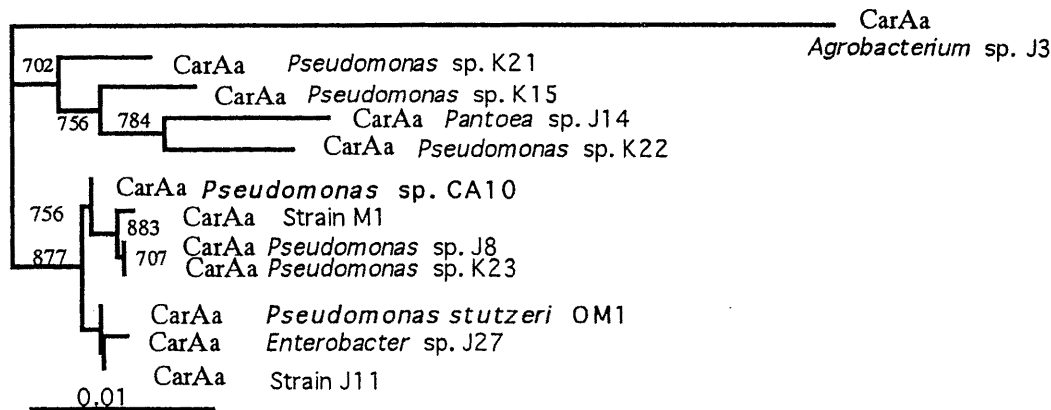 CarAa
Agrobacterium sp. J3
702 CarAa Pseudomonas sp. K21
CarAa Pseudomonas sp. K15
756 784 CarAa Pantoea sp. J14
CarAa Pseudomonas sp. K22
CarAa Pseudomonas sp. CA10
756 883 CarAa Strain M1
CarAa Pseudomonas sp. J8
877 707 CarAa Pseudomonas sp. K23
CarAa Pseudomonas stutzeri OM1
CarAa Enterobacter sp. J27
CarAa Strain J11
0.01